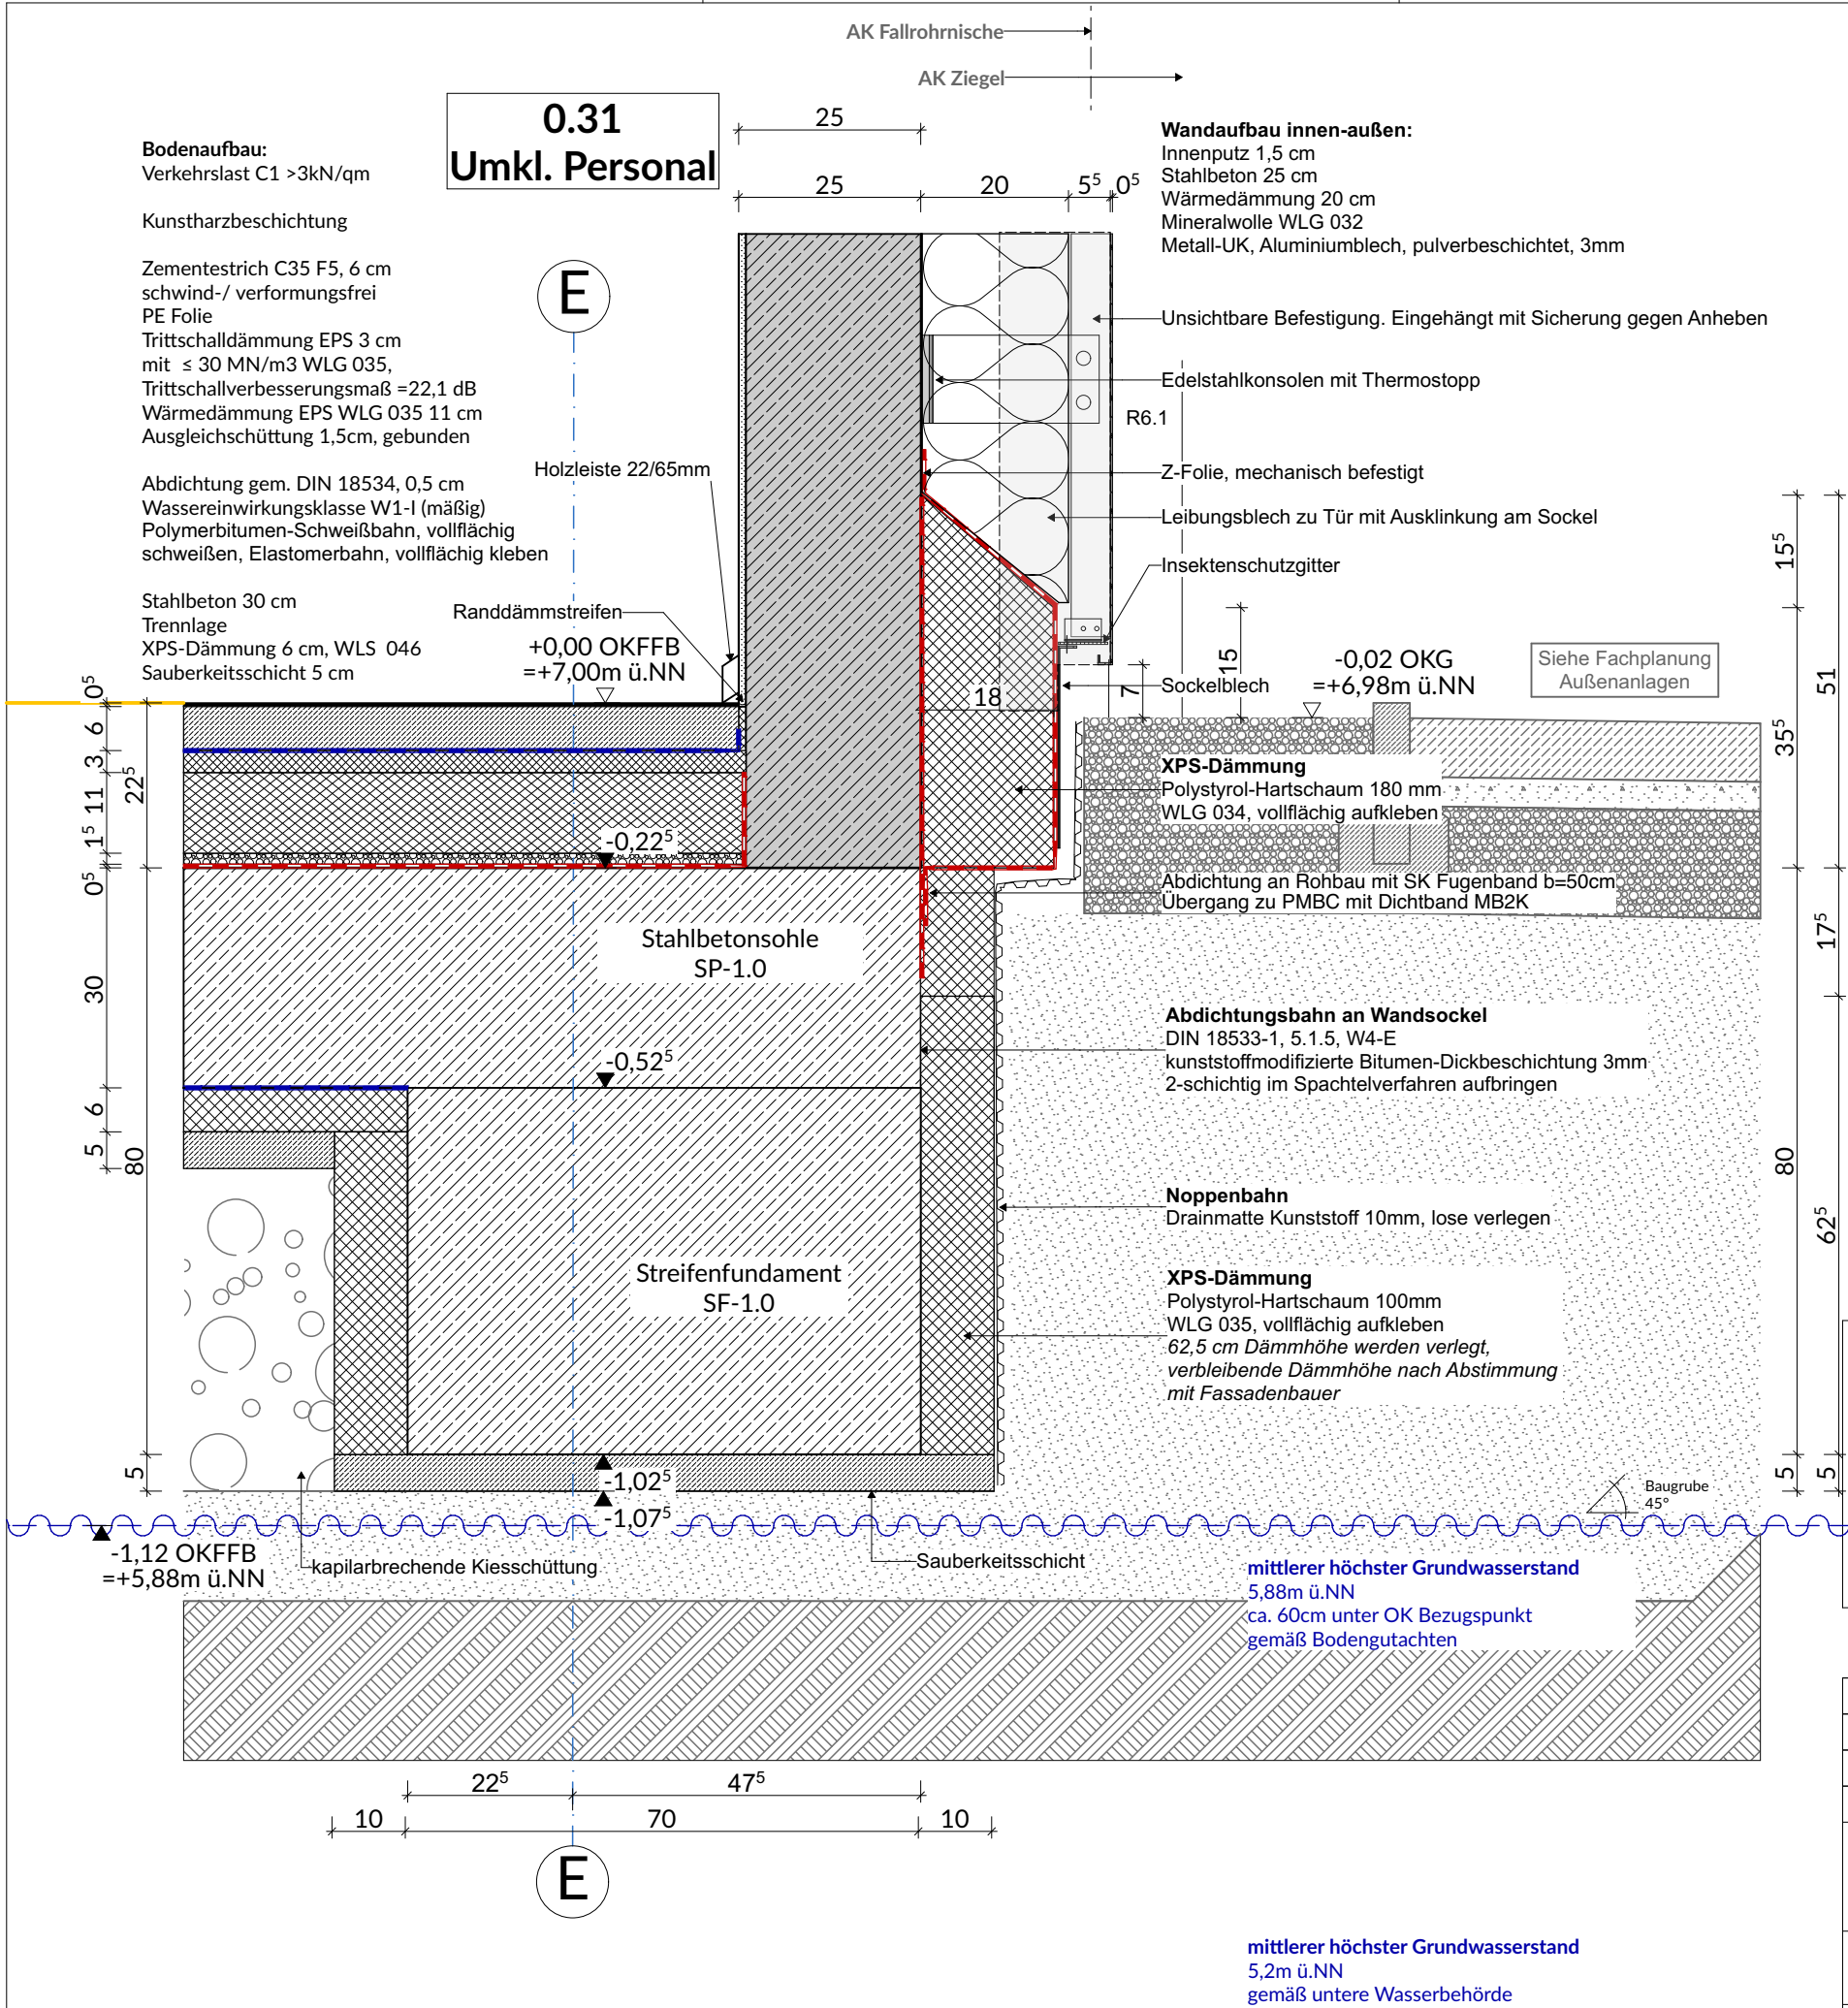 AK Fallrohrnische
AK Ziegel
0.31
Umkl. Personal
Bodenaufbau:
Verkehrslast C1 >3kN/qm
Kunstharzbeschichtung
Zementestrich C35 F5, 6 cm
schwind-/ verformungsfrei
PE Folie
Trittschalldämmung EPS 3 cm
mit ≤ 30 MN/m3 WLG 035,
Trittschallverbesserungsmaß =22,1 dB
Wärmedämmung EPS WLG 035 11 cm
Ausgleichschüttung 1,5cm, gebunden
Abdichtung gem. DIN 18534, 0,5 cm
Wassereinwirkungsklasse W1-I (mäßig)
Polymerbitumen-Schweißbahn, vollflächig
schweißen, Elastomerbahn, vollflächig kleben
Stahlbeton 30 cm
Trennlage
XPS-Dämmung 6 cm, WLS 046
Sauberkeitsschicht 5 cm
25
25 20 5⁵ 0⁵
Wandaufbau innen-außen:
Innenputz 1,5 cm
Stahlbeton 25 cm
Wärmedämmung 20 cm
Mineralwolle WLG 032
Metall-UK, Aluminiumblech, pulverbeschichtet, 3mm
E
Unsichtbare Befestigung. Eingehängt mit Sicherung gegen Anheben
Edelstahlkonsolen mit Thermostopp
R6.1
Holzleiste 22/65mm
Z-Folie, mechanisch befestigt
Leibungsblech zu Tür mit Ausklinkung am Sockel
Insektenschutzgitter
Randdämmstreifen
+0,00 OKFFB
=+7,00m ü.NN
15
7
18
Sockelblech
-0,02 OKG
=+6,98m ü.NN
Siehe Fachplanung
Außenanlagen
15⁵
51
35⁵
17⁵
80
62⁵
5
5
0⁵
6
3
11
1⁵
0⁵
22⁵
30
6
5
80
5
XPS-Dämmung
Polystyrol-Hartschaum 180 mm
WLG 034, vollflächig aufkleben
-0,22⁵
Abdichtung an Rohbau mit SK Fugenband b=50cm
Übergang zu PMBC mit Dichtband MB2K
Stahlbetonsohle
SP-1.0
Abdichtungsbahn an Wandsockel
DIN 18533-1, 5.1.5, W4-E
kunststoffmodifizierte Bitumen-Dickbeschichtung 3mm
2-schichtig im Spachtelverfahren aufbringen
-0,52⁵
Noppenbahn
Drainmatte Kunststoff 10mm, lose verlegen
Streifenfundament
SF-1.0
XPS-Dämmung
Polystyrol-Hartschaum 100mm
WLG 035, vollflächig aufkleben
62,5 cm Dämmhöhe werden verlegt,
verbleibende Dämmhöhe nach Abstimmung
mit Fassadenbauer
-1,02⁵
-1,07⁵
Baugrube
45°
-1,12 OKFFB
=+5,88m ü.NN
kapilarbrechende Kiesschüttung
Sauberkeitsschicht
mittlerer höchster Grundwasserstand
5,88m ü.NN
ca. 60cm unter OK Bezugspunkt
gemäß Bodengutachten
22⁵ 47⁵
10 70 10
E
mittlerer höchster Grundwasserstand
5,2m ü.NN
gemäß untere Wasserbehörde